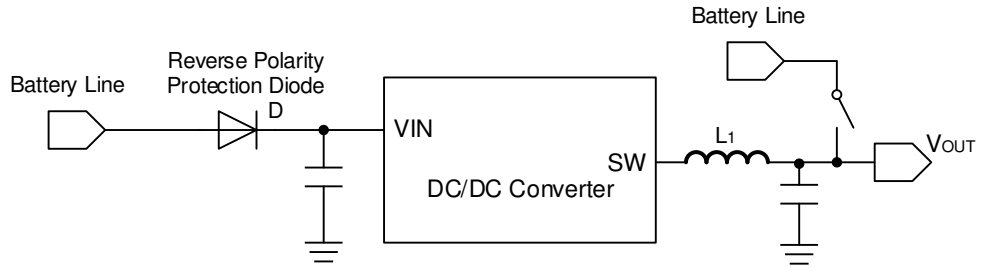 Battery Line
Reverse Polarity
Protection Diode
D
Battery Line
VIN
SW
DC/DC Converter
L1
VOUT